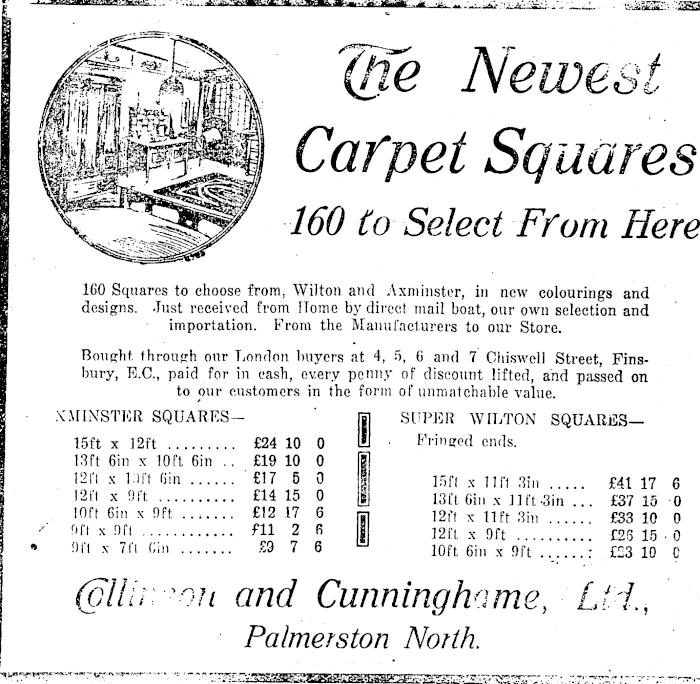 The Newest
Carpet Squares
160 to Select From Here
160 Squares to choose from, Wilton and Axminster, in new colourings and
designs. Just received from Home by direct mail boat, our own selection and
importation. From the Manufacturers to our Store.
Bought through our London buyers at 4, 5, 6 and 7 Chiswell Street, Fins-
bury, E.C., paid for in cash, every penny of discount lifted, and passed on
to our customers in the form of unmatchable value.
XMINSTER SQUARES—
15ft x 12ft ......... £24 10 0
13ft 6in x 10ft 6in .. £19 10 0
12ft x 10ft 6in ...... £17 5 0
12ft x 9ft ......... £14 15 0
10ft 6in x 9ft ....... £12 17 6
9ft x 9ft ............ £11 2 6
9ft x 7ft 6in ....... £9 7 6
SUPER WILTON SQUARES—
Fringed ends.
15ft x 11ft 3in ..... £41 17 6
13ft 6in x 11ft 3in ... £37 15 0
12ft x 11ft 3in ...... £33 10 0
12ft x 9ft ......... £26 15 0
10ft 6in x 9ft ...... £23 10 0
Collinson and Cunninghame, Ltd.,
Palmerston North.